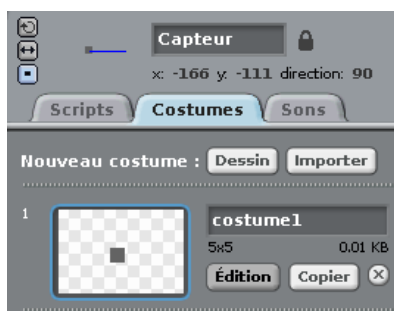 Capteur
x: -166 y: -111 direction: 90
Scripts Costumes Sons
Nouveau costume : Dessin Importer
1 costume1
5x5 0.01 KB
Édition Copier